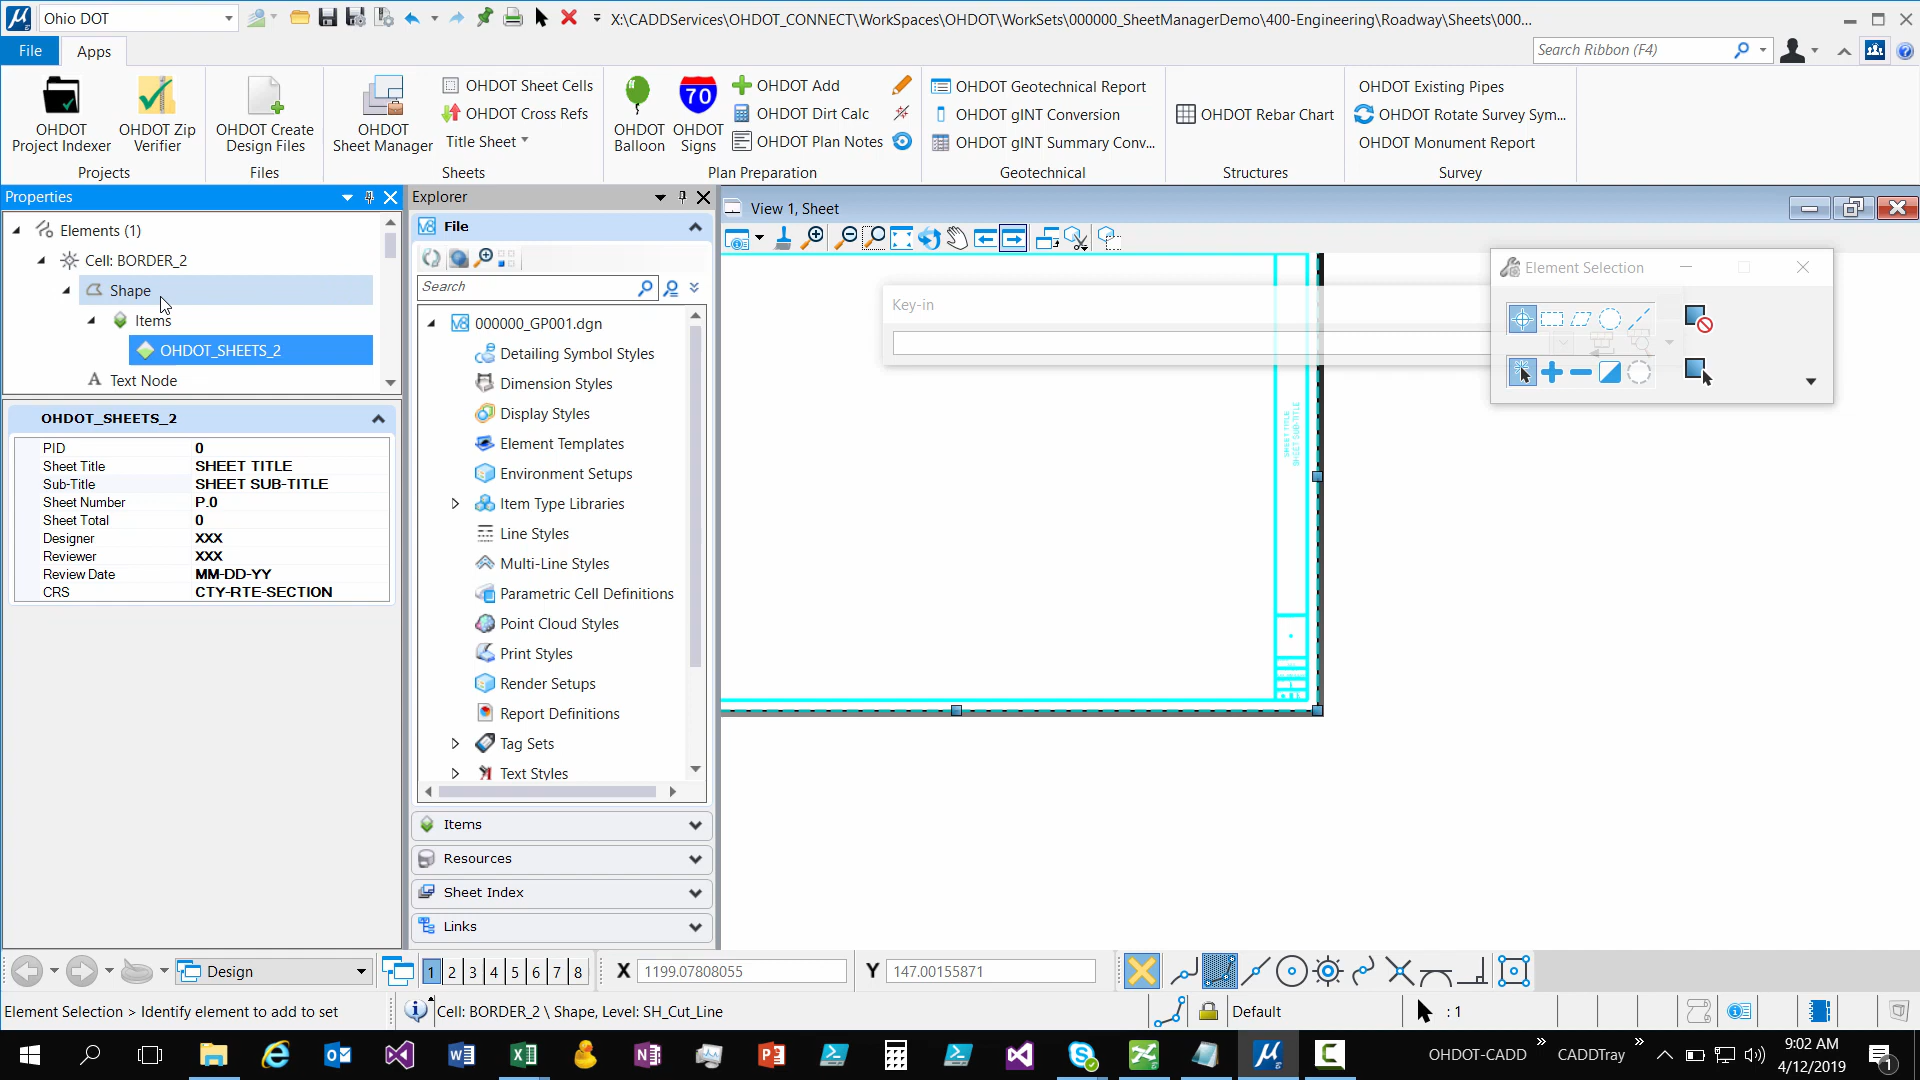 Ohio DOT
X:\CADDServices\OHDOT_CONNECT\WorkSpaces\OHDOT\WorkSets\000000_SheetManagerDemo\400-Engineering\Roadway\Sheets\000...
File
Apps
Search Ribbon (F4)
OHDOT Project Indexer
OHDOT Zip Verifier
Projects
OHDOT Create Design Files
Files
OHDOT Sheet Manager
OHDOT Sheet Cells
OHDOT Cross Refs
Title Sheet
Sheets
OHDOT Balloon
70
OHDOT Signs
OHDOT Add
OHDOT Dirt Calc
OHDOT Plan Notes
Plan Preparation
OHDOT Geotechnical Report
OHDOT gINT Conversion
OHDOT gINT Summary Conv...
Geotechnical
OHDOT Rebar Chart
Structures
OHDOT Existing Pipes
OHDOT Rotate Survey Sym...
OHDOT Monument Report
Survey
Properties
Elements (1)
Cell: BORDER_2
Shape
Items
OHDOT_SHEETS_2
Text Node
OHDOT_SHEETS_2
PID 0
Sheet Title SHEET TITLE
Sub-Title SHEET SUB-TITLE
Sheet Number P.0
Sheet Total 0
Designer XXX
Reviewer XXX
Review Date MM-DD-YY
CRS CTY-RTE-SECTION
Explorer
File
Search
000000_GP001.dgn
Detailing Symbol Styles
Dimension Styles
Display Styles
Element Templates
Environment Setups
Item Type Libraries
Line Styles
Multi-Line Styles
Parametric Cell Definitions
Point Cloud Styles
Print Styles
Render Setups
Report Definitions
Tag Sets
Text Styles
Items
Resources
Sheet Index
Links
View 1, Sheet
Key-in
Element Selection
SHEET TITLE
SHEET SUB-TITLE
Design
1 2 3 4 5 6 7 8
X 1199.07808055
Y 147.00155871
Element Selection > Identify element to add to set
Cell: BORDER_2 \ Shape, Level: SH_Cut_Line
Default
: 1
OHDOT-CADD
CADDTray
9:02 AM
4/12/2019
1